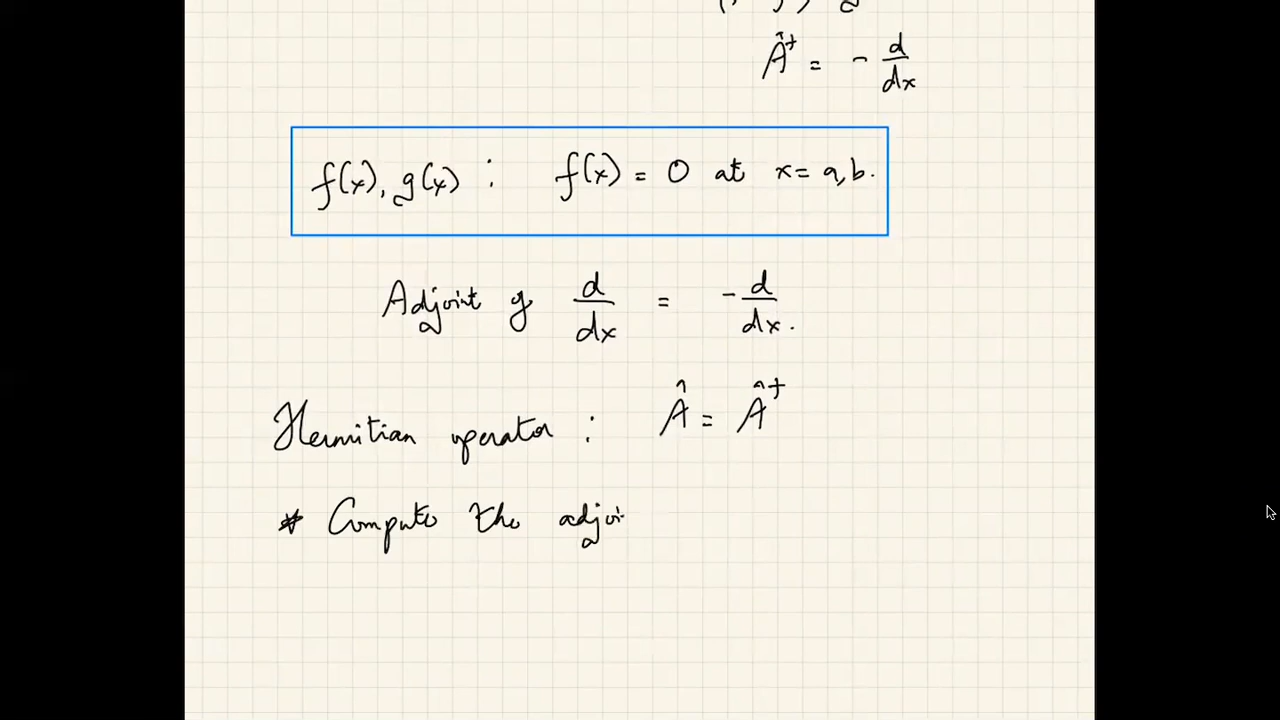 Â† = - d/dx
f(x), g(x) : f(x) = 0 at x = a, b.
Adjoint of d/dx = - d/dx.
Hermitian operator : Â = Â†
* Compute the adjoi